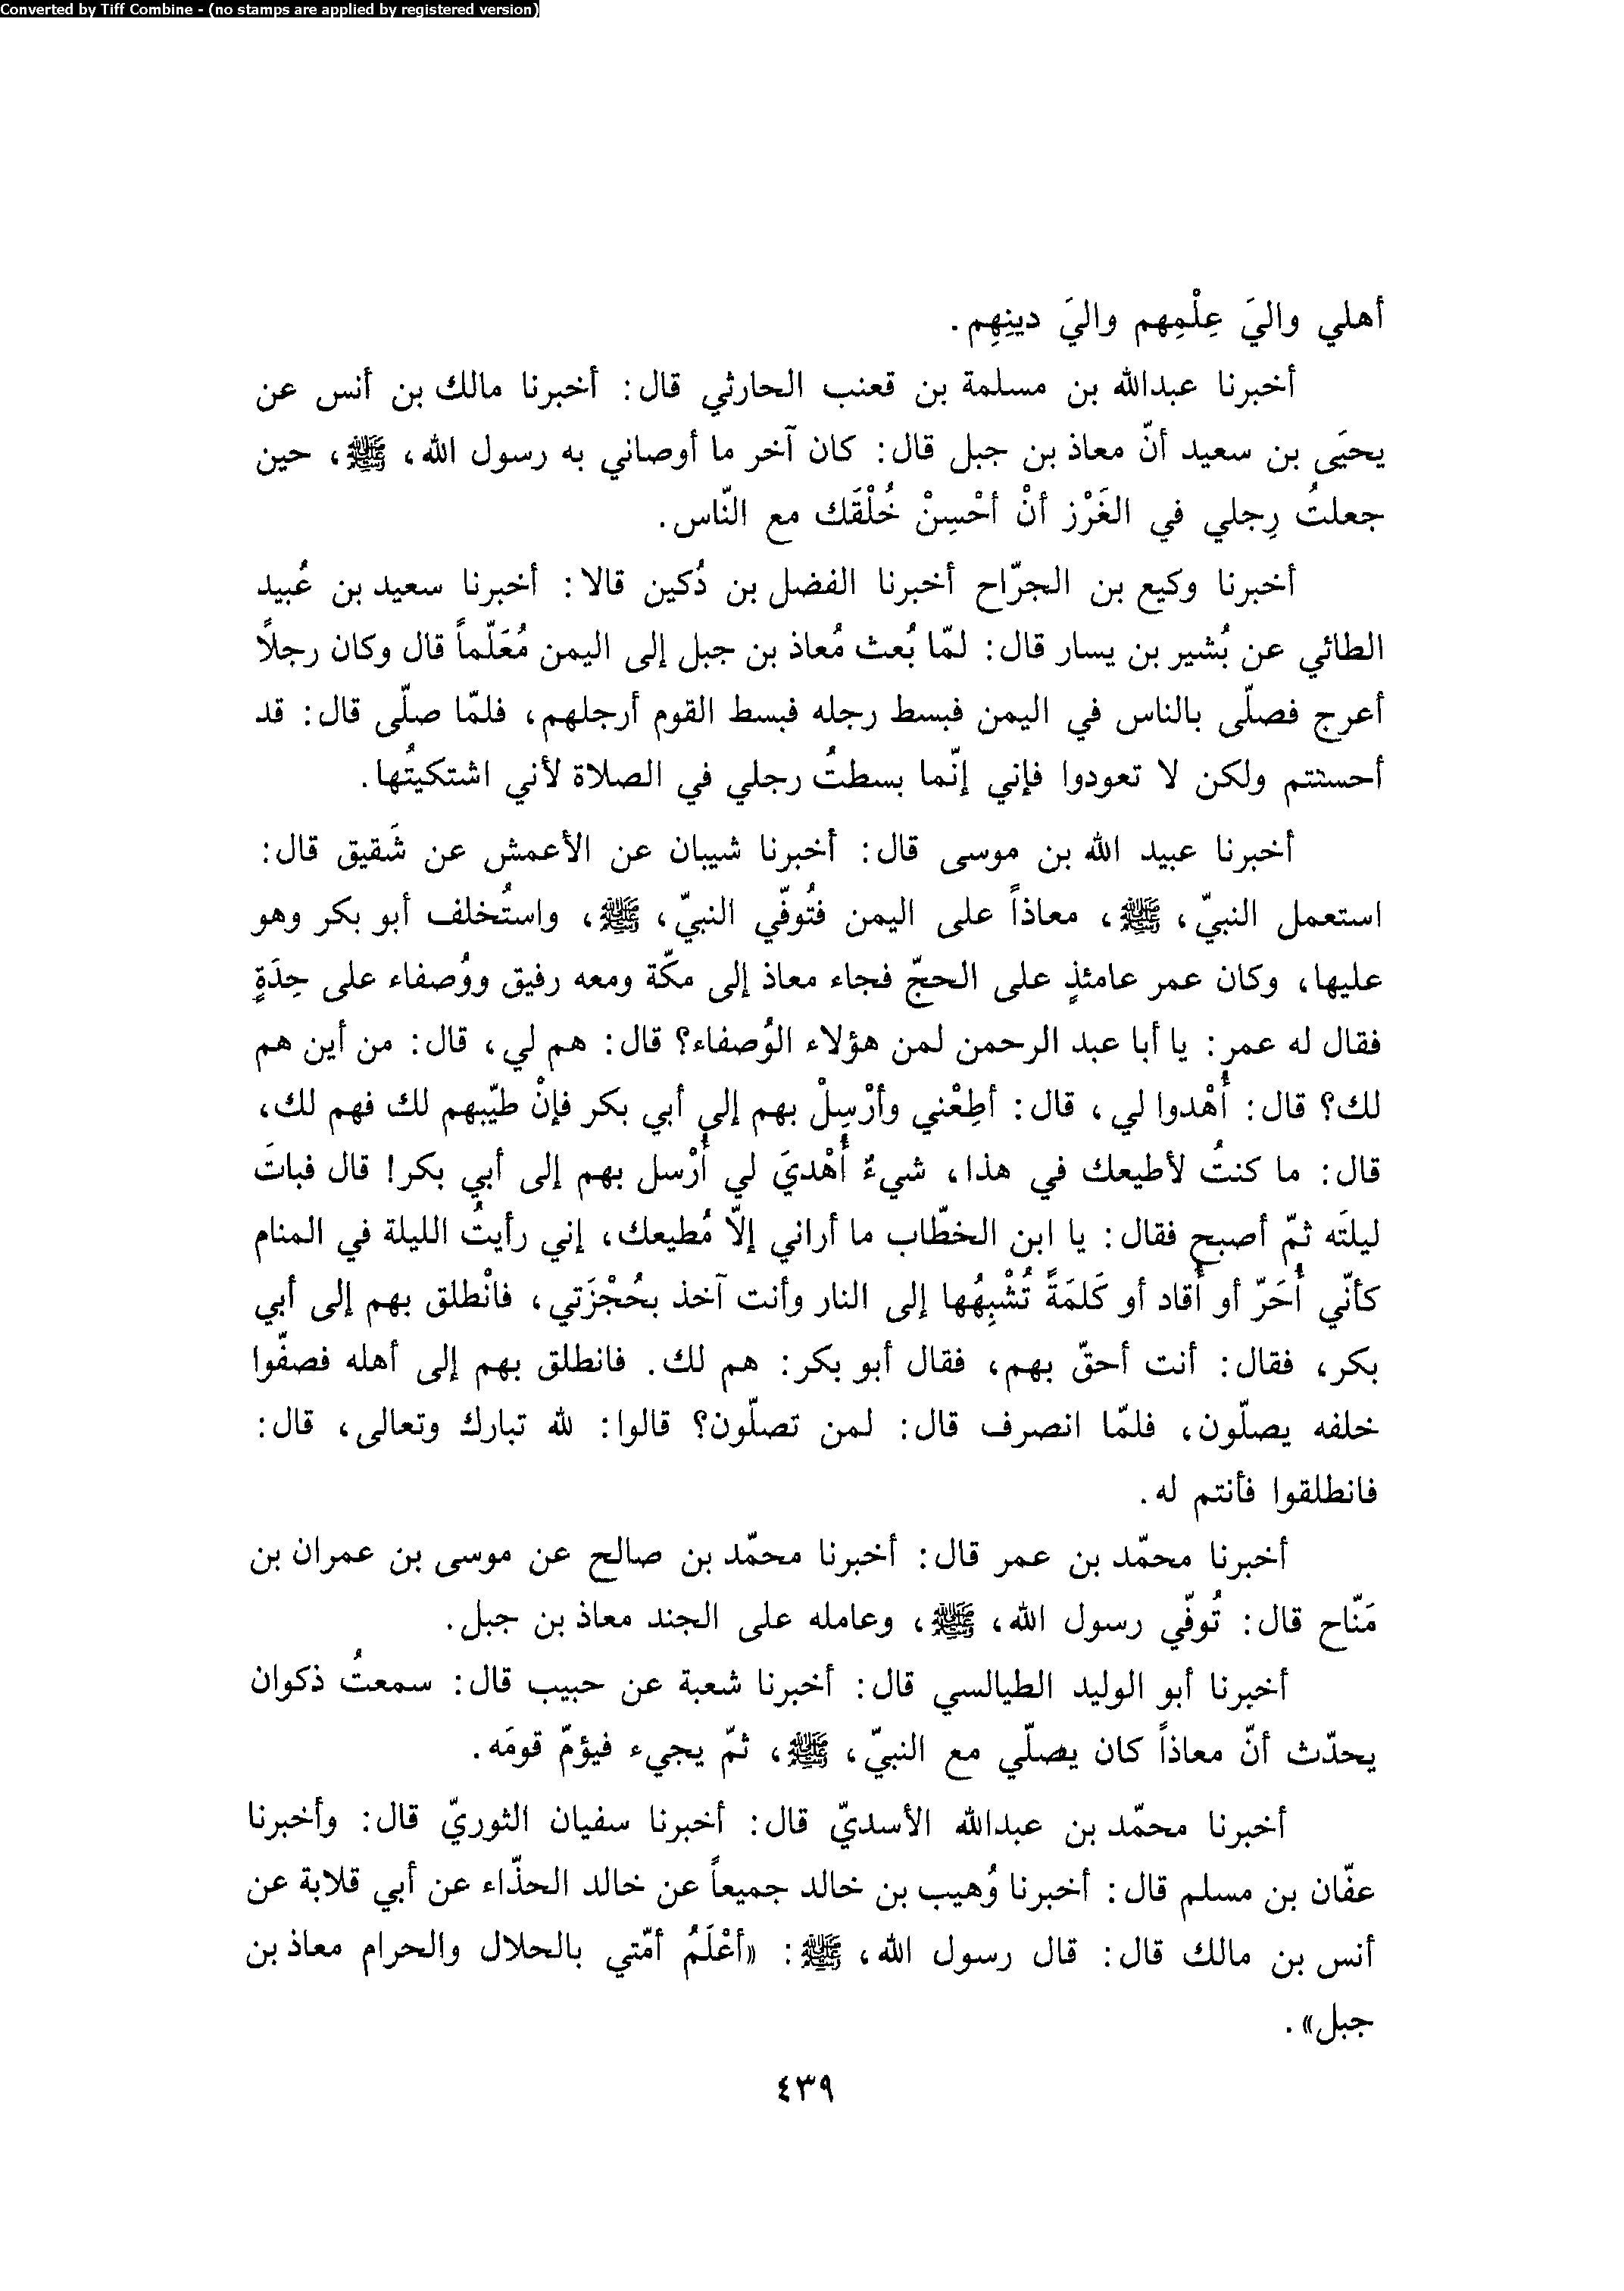 Converted by Tiff Combine - (no stamps are applied by registered version)
أهلي واليَ عِلْمِهم واليَ دينِهِم.
أخبرنا عبدالله بن مسلمة بن قعنب الحارثي قال: أخبرنا مالك بن أنس عن
يحيَى بن سعيد أنّ معاذ بن جبل قال: كان آخر ما أوصاني به رسول الله، ﷺ، حين
جعلتُ رِجلي في الغَرْز أنْ أحْسِنْ خُلْقَك مع النّاس.
أخبرنا وكيع بن الجرّاح أخبرنا الفضل بن دُكين قالا: أخبرنا سعيد بن عُبيد
الطائي عن بُشير بن يسار قال: لمّا بُعث مُعاذ بن جبل إلى اليمن مُعَلّماً قال وكان رجلاً
أعرج فصلّى بالناس في اليمن فبسط رجله فبسط القوم أرجلهم، فلمّا صلّى قال: قد
أحسنتم ولكن لا تعودوا فإني إنّما بسطتُ رجلي في الصلاة لأني اشتكيتُها.
أخبرنا عبيد الله بن موسى قال: أخبرنا شيبان عن الأعمش عن شَقيق قال:
استعمل النبيّ، ﷺ، معاذاً على اليمن فتُوفّي النبيّ، ﷺ، واستُخلف أبو بكر وهو
عليها، وكان عمر عامئذٍ على الحجّ فجاء معاذ إلى مكّة ومعه رفيق ووُصفاء على حِدَةٍ
فقال له عمر: يا أبا عبد الرحمن لمن هؤلاء الوُصفاء؟ قال: هم لي، قال: من أين هم
لك؟ قال: أُهْدوا لي، قال: أطِعْني وأرْسِلْ بهم إلى أبي بكر فإنْ طيّبهم لك فهم لك،
قال: ما كنتُ لأطيعك في هذا، شيءٌ أُهْديَ لي أُرْسل بهم إلى أبي بكر! قال فباتَ
ليلتَه ثمّ أصبح فقال: يا ابن الخطّاب ما أراني إلاّ مُطيعك، إني رأيتُ الليلة في المنام
كأنّي أُحَرّ أو أُقاد أو كَلمَةً تُشْبِهُها إلى النار وأنت آخذ بحُجْزَتي، فانْطلق بهم إلى أبي
بكر، فقال: أنت أحقّ بهم، فقال أبو بكر: هم لك. فانطلق بهم إلى أهله فصفّوا
خلفه يصلّون، فلمّا انصرف قال: لمن تصلّون؟ قالوا: لله تبارك وتعالى، قال:
فانطلقوا فأنتم له.
أخبرنا محمّد بن عمر قال: أخبرنا محمّد بن صالح عن موسى بن عمران بن
مَنّاح قال: تُوفّي رسول الله، ﷺ، وعامله على الجند معاذ بن جبل.
أخبرنا أبو الوليد الطيالسي قال: أخبرنا شعبة عن حبيب قال: سمعتُ ذكوان
يحدّث أنّ معاذاً كان يصلّي مع النبيّ، ﷺ، ثمّ يجيء فيؤمّ قومَه.
أخبرنا محمّد بن عبدالله الأسديّ قال: أخبرنا سفيان الثوريّ قال: وأخبرنا
عفّان بن مسلم قال: أخبرنا وُهيب بن خالد جميعاً عن خالد الحذّاء عن أبي قلابة عن
أنس بن مالك قال: قال رسول الله، ﷺ: «أعْلَمُ أمّتي بالحلال والحرام معاذ بن
جبل».
٤٣٩